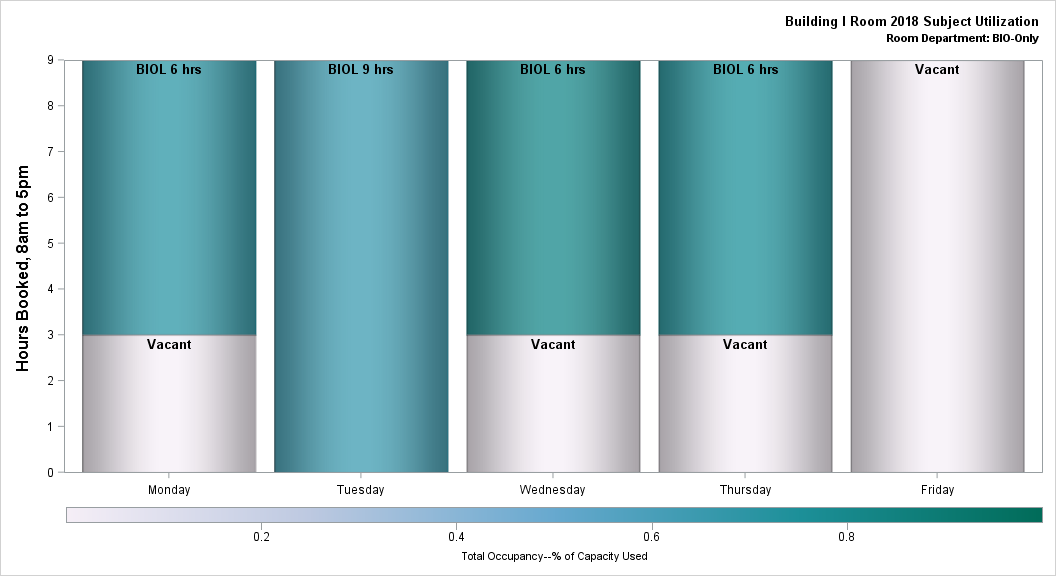 Building I Room 2018 Subject Utilization
Room Department: BIO-Only
Hours Booked, 8am to 5pm
9
8
7
6
5
4
3
2
1
0
BIOL 6 hrs
BIOL 9 hrs
BIOL 6 hrs
BIOL 6 hrs
Vacant
Vacant
Vacant
Vacant
Monday
Tuesday
Wednesday
Thursday
Friday
0.2
0.4
0.6
0.8
Total Occupancy--% of Capacity Used